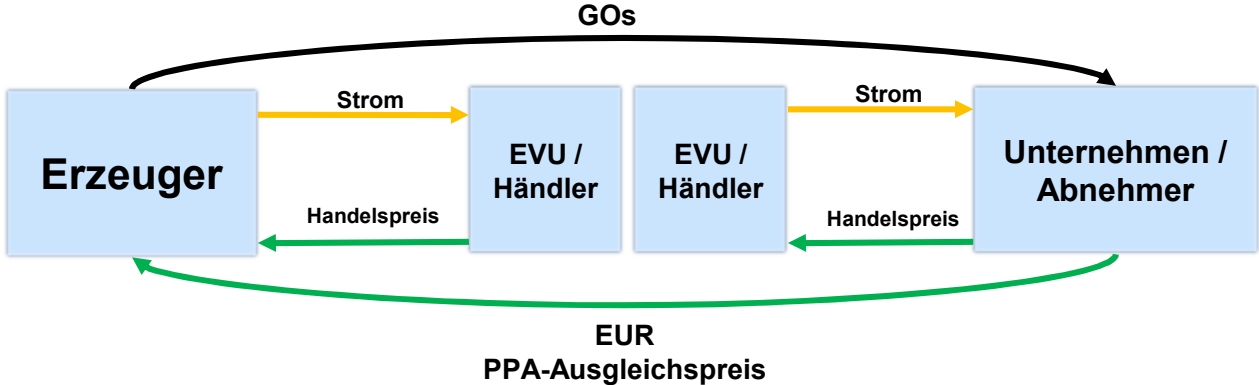 GOs
Strom
Strom
Erzeuger
EVU /
Händler
EVU /
Händler
Unternehmen /
Abnehmer
Handelspreis
Handelspreis
EUR
PPA-Ausgleichspreis